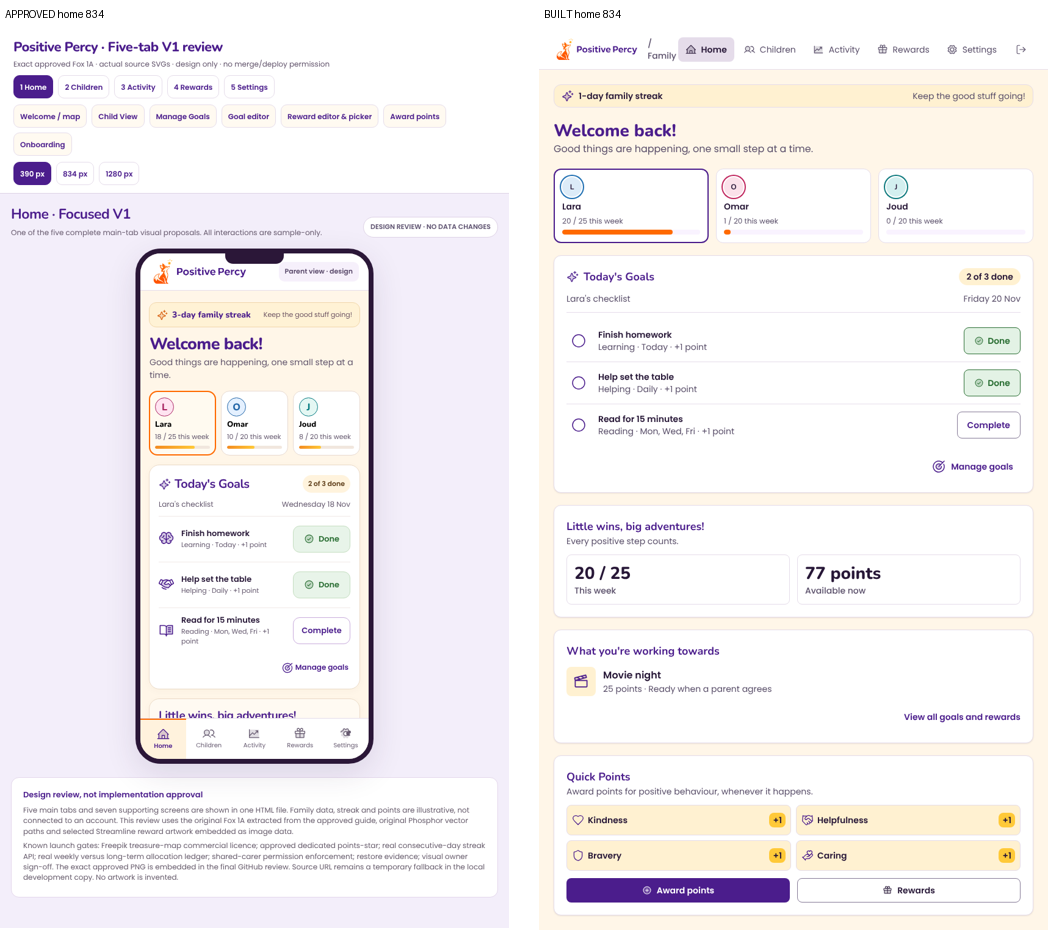 APPROVED home 834
Positive Percy · Five-tab V1 review
Exact approved Fox 1A · actual source SVGs · design only · no merge/deploy permission
1 Home
2 Children
3 Activity
4 Rewards
5 Settings
Welcome / map
Child View
Manage Goals
Goal editor
Reward editor & picker
Award points
Onboarding
390 px
834 px
1280 px
Home · Focused V1
One of the five complete main-tab visual proposals. All interactions are sample-only.
DESIGN REVIEW · NO DATA CHANGES
Positive Percy
Parent view · design
3-day family streak
Keep the good stuff going!
Welcome back!
Good things are happening, one small step at a
time.
L
Lara
18 / 25 this week
O
Omar
10 / 20 this week
J
Joud
8 / 20 this week
Today's Goals
2 of 3 done
Lara's checklist
Wednesday 18 Nov
Finish homework
Learning · Today · +1 point
Done
Help set the table
Helping · Daily · +1 point
Done
Read for 15 minutes
Reading · Mon, Wed, Fri · +1
point
Complete
Manage goals
Little wins, big adventures!
Home
Children
Activity
Rewards
Settings
Design review, not implementation approval
Five main tabs and seven supporting screens are shown in one HTML file. Family data, streak and points are illustrative, not
connected to an account. This review uses the original Fox 1A extracted from the approved guide, original Phosphor vector
paths and selected Streamline reward artwork embedded as image data.
Known launch gates: Freepik treasure-map commercial licence; approved dedicated points-star; real consecutive-day streak
API; real weekly versus long-term allocation ledger; shared-carer permission enforcement; restore evidence; visual owner
sign-off. The exact approved PNG is embedded in the final GitHub review. Source URL remains a temporary fallback in the local
development copy. No artwork is invented.
BUILT home 834
Positive Percy
/
Family
Home
Children
Activity
Rewards
Settings
1-day family streak
Keep the good stuff going!
Welcome back!
Good things are happening, one small step at a time.
L
Lara
20 / 25 this week
O
Omar
1 / 20 this week
J
Joud
0 / 20 this week
Today's Goals
2 of 3 done
Lara's checklist
Friday 20 Nov
Finish homework
Learning · Today · +1 point
Done
Help set the table
Helping · Daily · +1 point
Done
Read for 15 minutes
Reading · Mon, Wed, Fri · +1 point
Complete
Manage goals
Little wins, big adventures!
Every positive step counts.
20 / 25
This week
77 points
Available now
What you're working towards
Movie night
25 points · Ready when a parent agrees
View all goals and rewards
Quick Points
Award points for positive behaviour, whenever it happens.
Kindness
+1
Helpfulness
+1
Bravery
+1
Caring
+1
Award points
Rewards